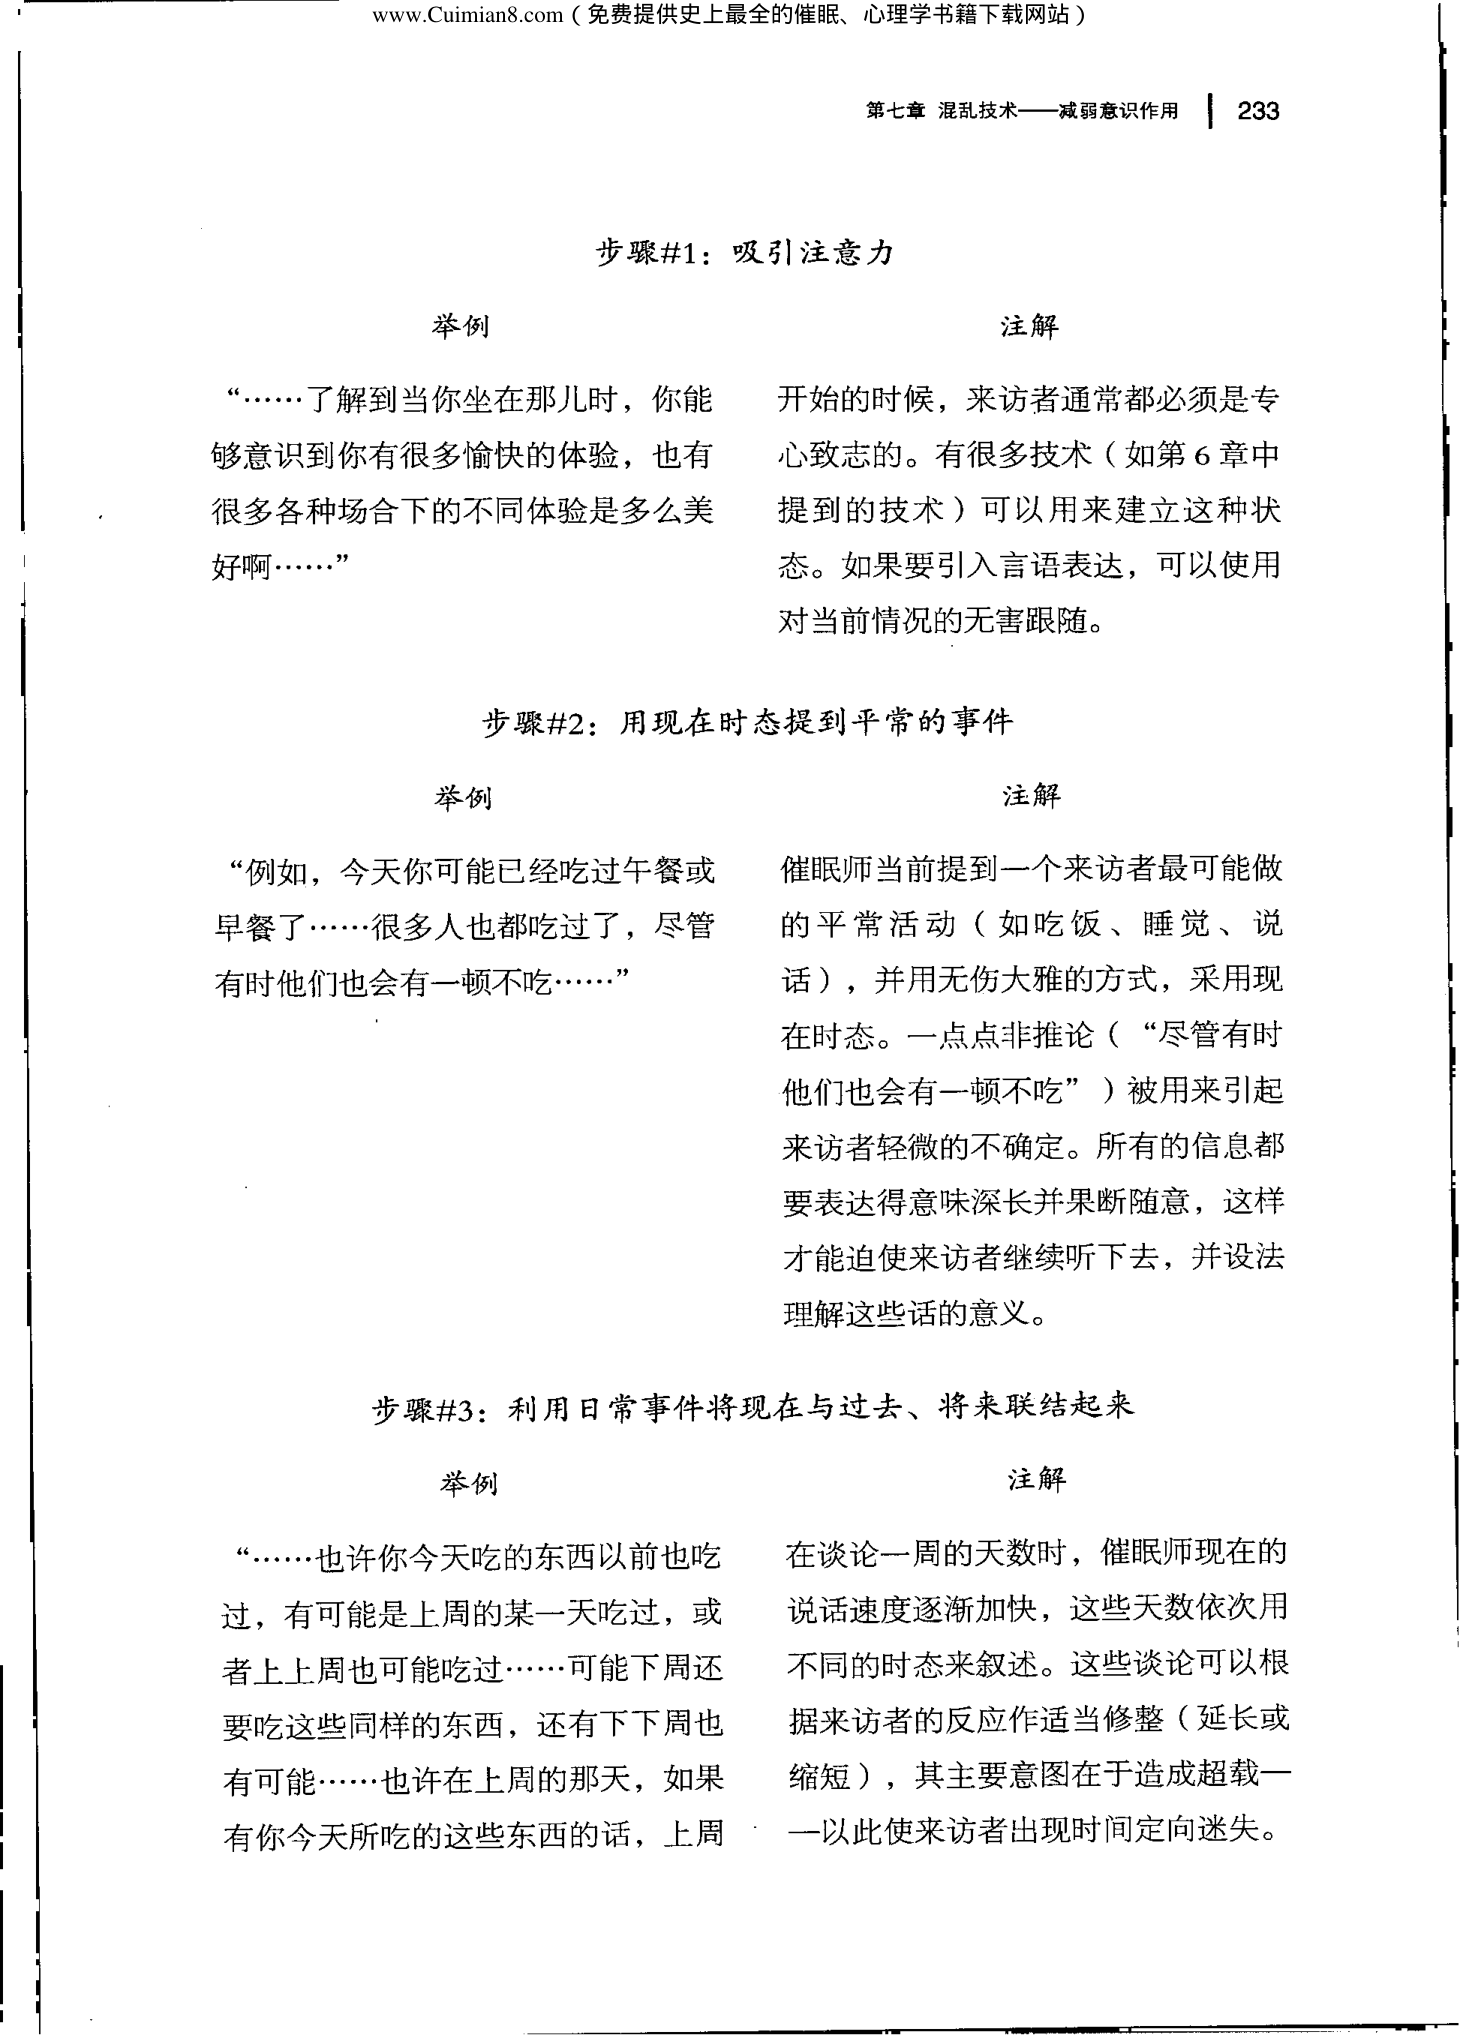 www.Cuimian8.com（免费提供史上最全的催眠、心理学书籍下载网站）
第七章 混乱技术——减弱意识作用 233
步骤#1：吸引注意力
举例
“……了解到当你坐在那儿时，你能
够意识到你有很多愉快的体验，也有
很多各种场合下的不同体验是多么美
好啊……”
注解
开始的时候，来访者通常都必须是专
心致志的。有很多技术（如第 6 章中
提到的技术）可以用来建立这种状
态。如果要引入言语表达，可以使用
对当前情况的无害跟随。
步骤#2：用现在时态提到平常的事件
举例
“例如，今天你可能已经吃过午餐或
早餐了……很多人也都吃过了，尽管
有时他们也会有一顿不吃……”
注解
催眠师当前提到一个来访者最可能做
的平常活动（如吃饭、睡觉、说
话），并用无伤大雅的方式，采用现
在时态。一点点非推论（“尽管有时
他们也会有一顿不吃”）被用来引起
来访者轻微的不确定。所有的信息都
要表达得意味深长并果断随意，这样
才能迫使来访者继续听下去，并设法
理解这些话的意义。
步骤#3：利用日常事件将现在与过去、将来联结起来
举例
“……也许你今天吃的东西以前也吃
过，有可能是上周的某一天吃过，或
者上上周也可能吃过……可能下周还
要吃这些同样的东西，还有下下周也
有可能……也许在上周的那天，如果
有你今天所吃的这些东西的话，上周
注解
在谈论一周的天数时，催眠师现在的
说话速度逐渐加快，这些天数依次用
不同的时态来叙述。这些谈论可以根
据来访者的反应作适当修整（延长或
缩短），其主要意图在于造成超载—
—以此使来访者出现时间定向迷失。